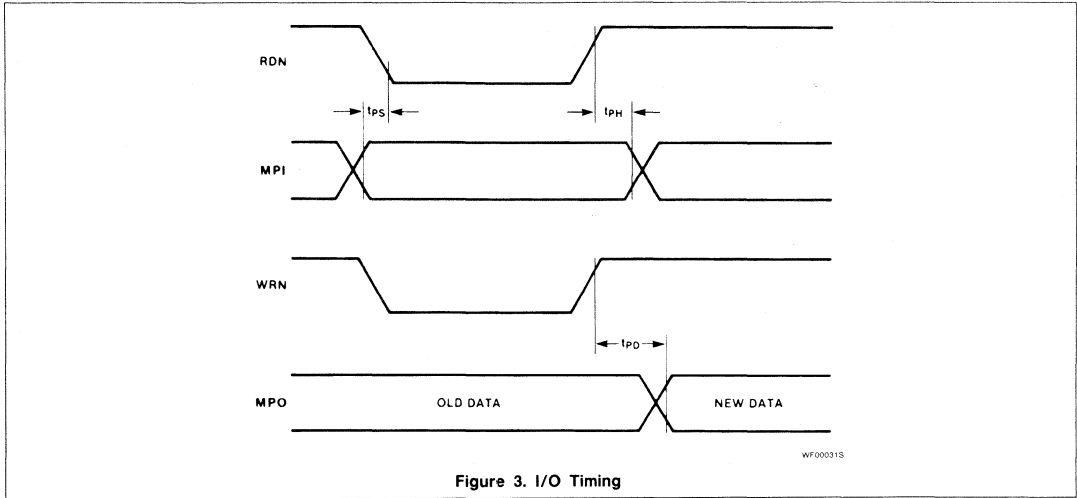 RDN
tPS
tPH
MPI
WRN
tPD
MPO
OLD DATA
NEW DATA
WF00031S
Figure 3. I/O Timing